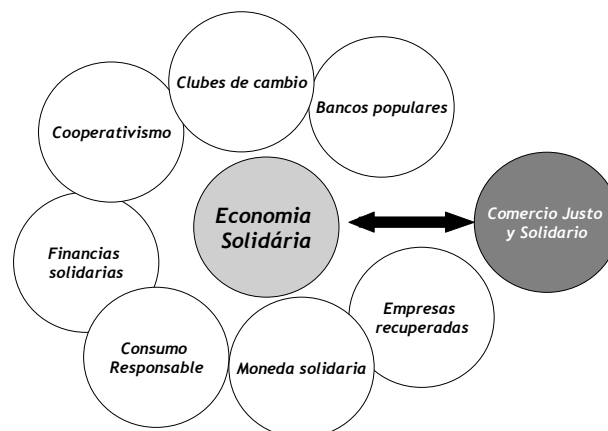 Clubes de cambio
Bancos populares
Cooperativismo
Economia
Solidária
Comercio Justo
y Solidario
Financias
solidarias
Empresas
recuperadas
Consumo
Responsable
Moneda solidaria